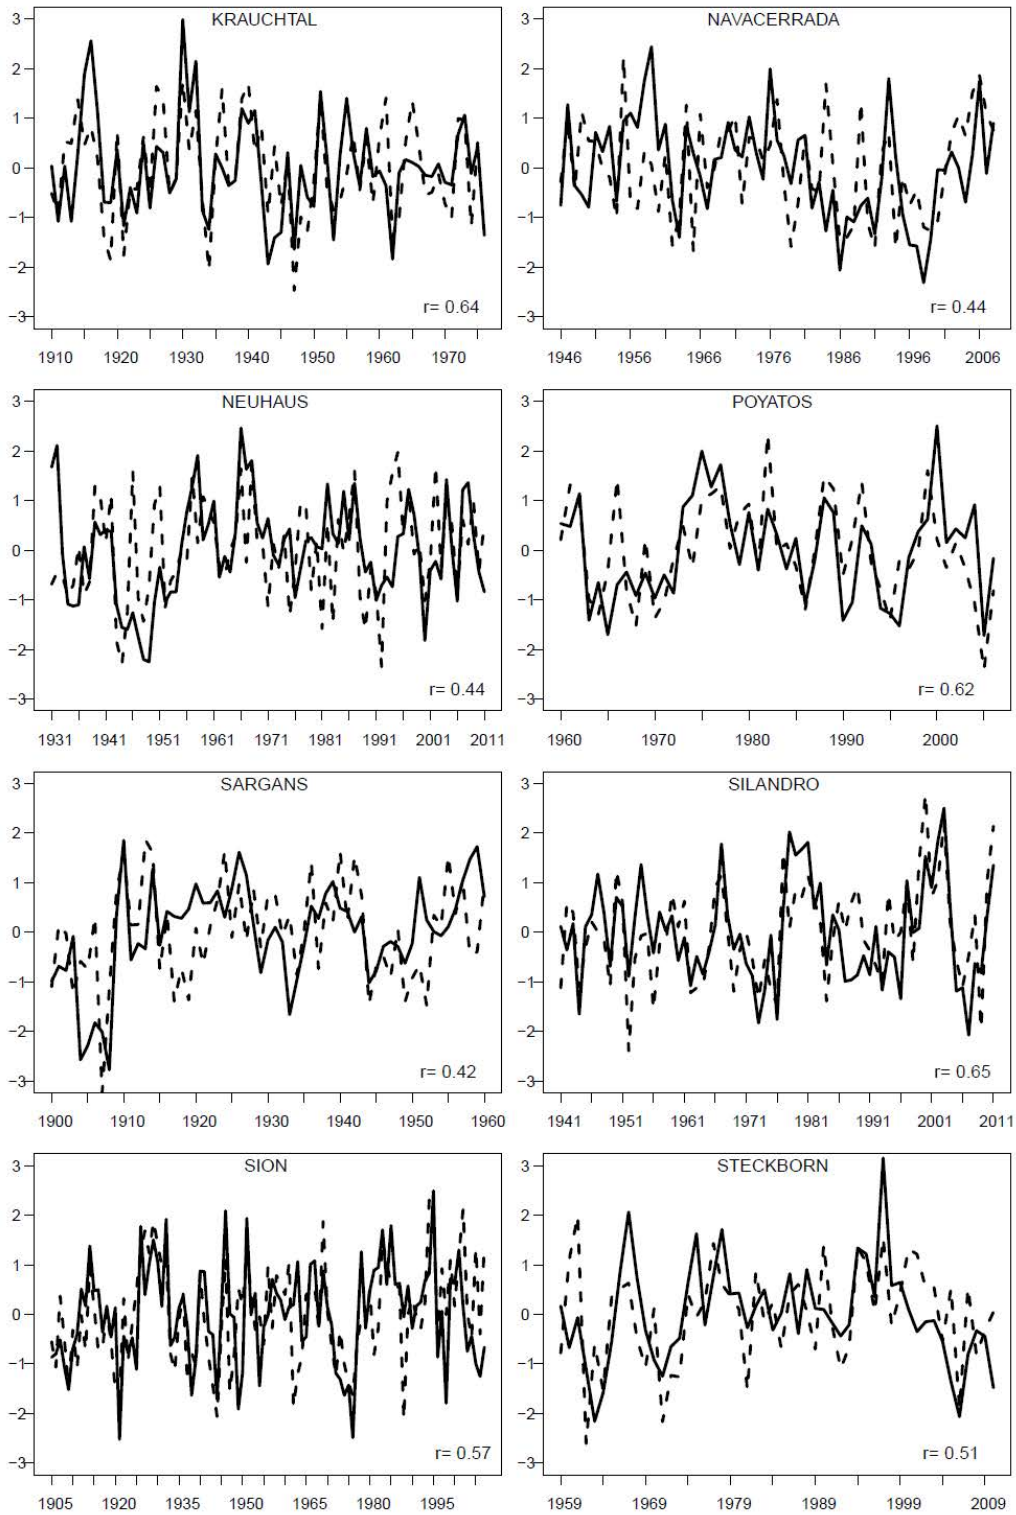 KRAUCHTAL
3
2
1
0
−1
−2
−3
r= 0.64
1910 1920 1930 1940 1950 1960 1970
NAVACERRADA
3
2
1
0
−1
−2
−3
r= 0.44
1946 1956 1966 1976 1986 1996 2006
NEUHAUS
3
2
1
0
−1
−2
−3
r= 0.44
1931 1941 1951 1961 1971 1981 1991 2001 2011
POYATOS
3
2
1
0
−1
−2
−3
r= 0.62
1960 1970 1980 1990 2000
SARGANS
3
2
1
0
−1
−2
−3
r= 0.42
1900 1910 1920 1930 1940 1950 1960
SILANDRO
3
2
1
0
−1
−2
−3
r= 0.65
1941 1951 1961 1971 1981 1991 2001 2011
SION
3
2
1
0
−1
−2
−3
r= 0.57
1905 1920 1935 1950 1965 1980 1995
STECKBORN
3
2
1
0
−1
−2
−3
r= 0.51
1959 1969 1979 1989 1999 2009